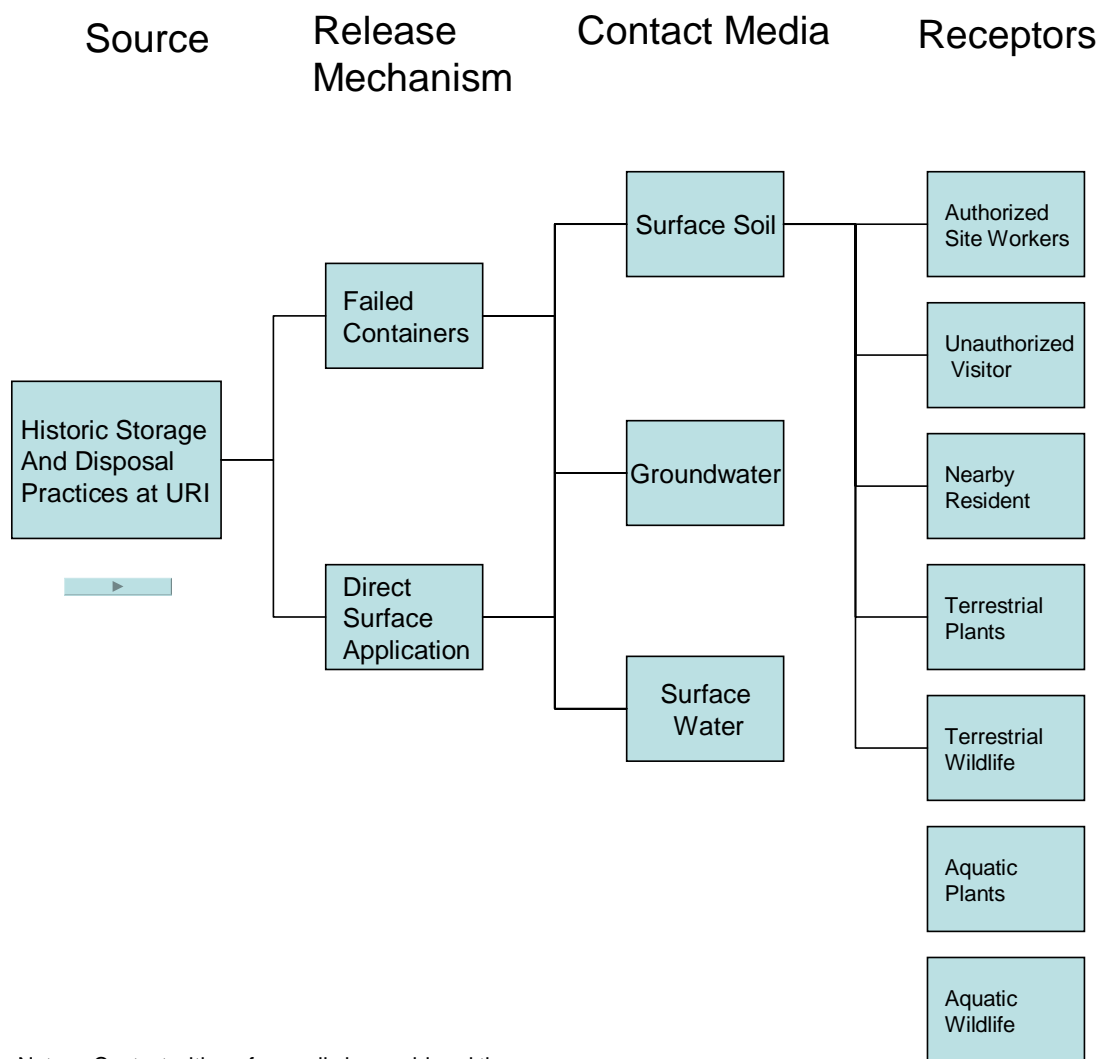 Source
Release
Mechanism
Contact Media
Receptors
Historic Storage
And Disposal
Practices at URI
Failed
Containers
Direct
Surface
Application
Surface Soil
Groundwater
Surface
Water
Authorized
Site Workers
Unauthorized
Visitor
Nearby
Resident
Terrestrial
Plants
Terrestrial
Wildlife
Aquatic
Plants
Aquatic
Wildlife